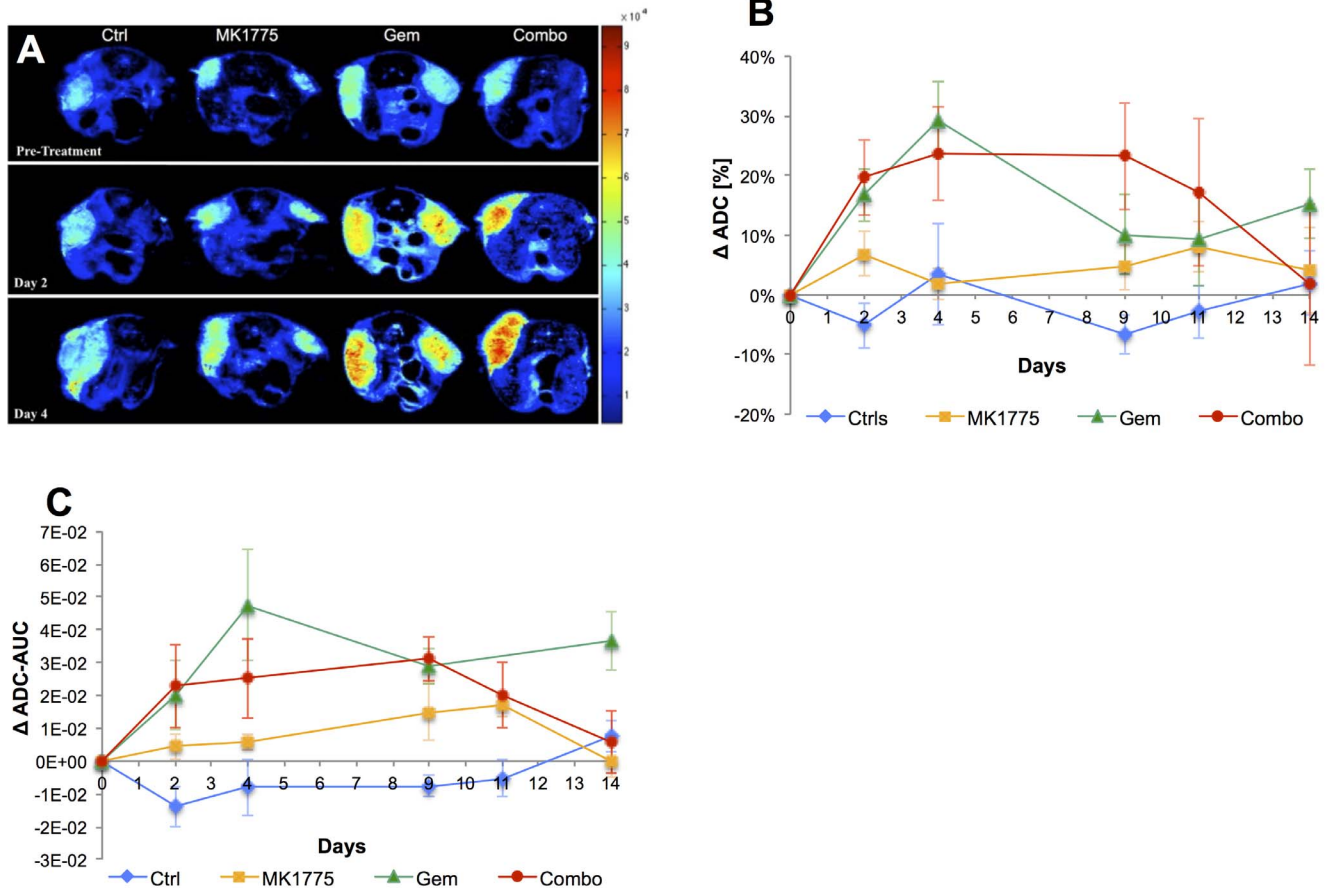 A
Ctrl MK1775 Gem Combo
x 10⁴
9
8
7
6
5
4
3
2
1
Pre-Treatment
Day 2
Day 4
B
40%
30%
20%
10%
0%
-10%
-20%
Δ ADC [%]
0 1 2 3 4 5 6 7 8 9 10 11 12 13 14
Days
Ctrls MK1775 Gem Combo
C
7E-02
6E-02
5E-02
4E-02
3E-02
2E-02
1E-02
0E+00
-1E-02
-2E-02
-3E-02
Δ ADC-AUC
0 1 2 3 4 5 6 7 8 9 10 11 12 13 14
Days
Ctrl MK1775 Gem Combo